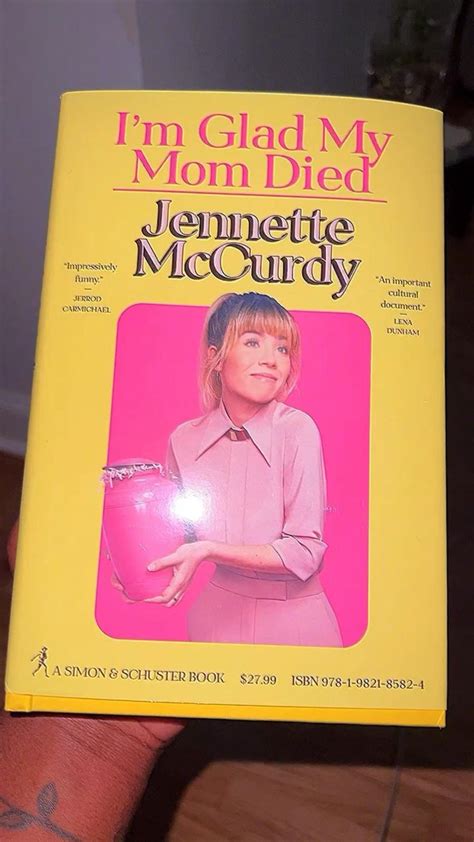 I'm Glad My
Mom Died
Jennette
McCurdy
"Impressively
funny."
—
JERROD
CARMICHAEL
"An important
cultural
document."
—
LENA
DUNHAM
A SIMON & SCHUSTER BOOK $27.99 ISBN 978-1-9821-8582-4